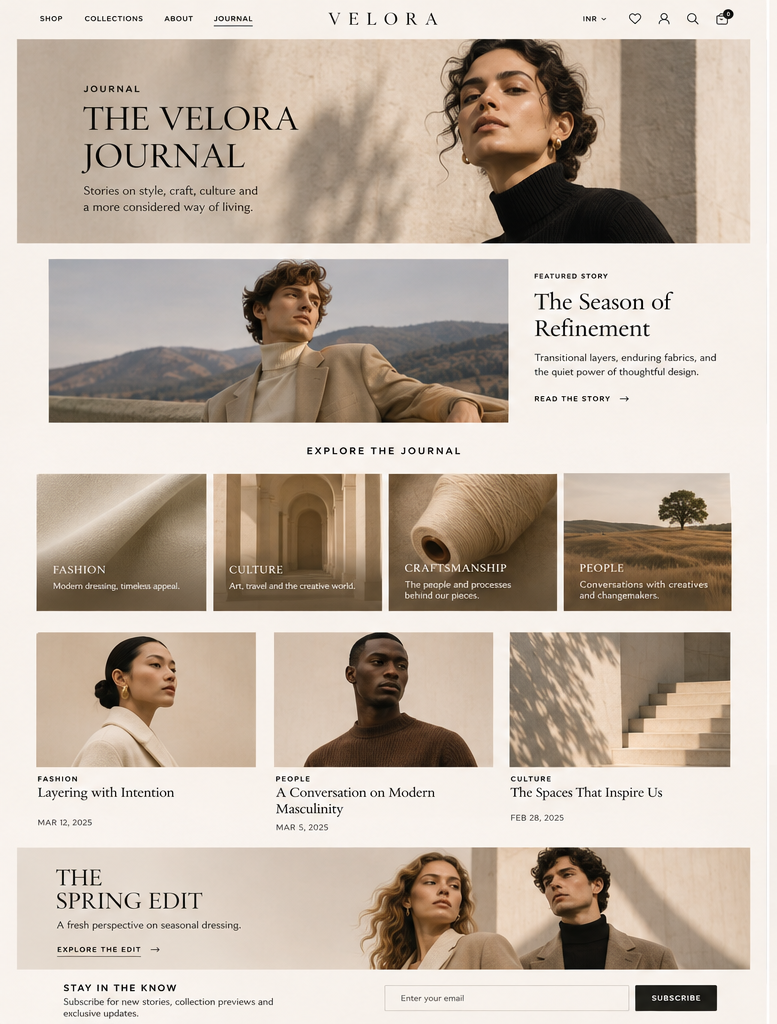 SHOP COLLECTIONS ABOUT JOURNAL VELORA INR 0
JOURNAL
THE VELORA
JOURNAL
Stories on style, craft, culture and
a more considered way of living.
FEATURED STORY
The Season of
Refinement
Transitional layers, enduring fabrics, and
the quiet power of thoughtful design.
READ THE STORY →
EXPLORE THE JOURNAL
FASHION
Modern dressing, timeless appeal.
CULTURE
Art, travel and the creative world.
CRAFTSMANSHIP
The people and processes
behind our pieces.
PEOPLE
Conversations with creatives
and changemakers.
FASHION
Layering with Intention
MAR 12, 2025
PEOPLE
A Conversation on Modern
Masculinity
MAR 5, 2025
CULTURE
The Spaces That Inspire Us
FEB 28, 2025
THE
SPRING EDIT
A fresh perspective on seasonal dressing.
EXPLORE THE EDIT →
STAY IN THE KNOW
Subscribe for new stories, collection previews and
exclusive updates.
Enter your email
SUBSCRIBE